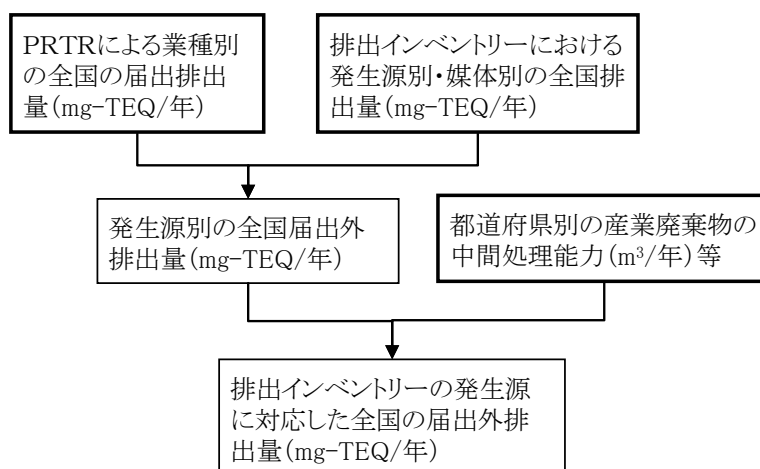 PRTRによる業種別
の全国の届出排出
量(mg-TEQ/年)
排出インベントリーにおける
発生源別・媒体別の全国排
出量(mg-TEQ/年)
発生源別の全国届出外
排出量(mg-TEQ/年)
都道府県別の産業廃棄物の
中間処理能力(m³/年)等
排出インベントリーの発生源
に対応した全国の届出外排
出量(mg-TEQ/年)